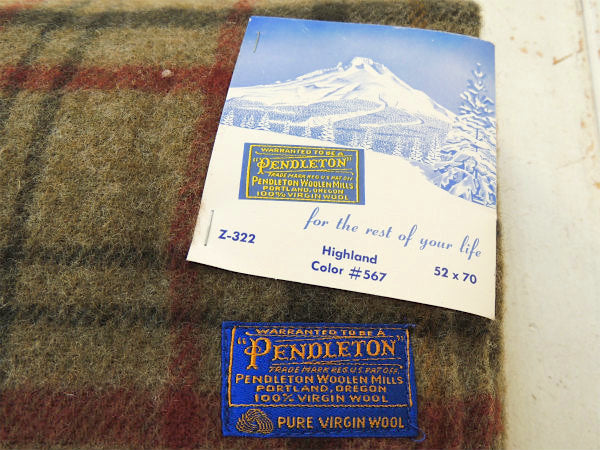 WARRANTED TO BE A
"PENDLETON"
TRADE MARK REG. U.S. PAT. OFF.
PENDLETON WOOLEN MILLS
PORTLAND, OREGON
100% VIRGIN WOOL
for the rest of your life
Z-322
Highland
Color #567
52 x 70
WARRANTED TO BE A
"PENDLETON"
TRADE MARK REG. U.S. PAT. OFF.
PENDLETON WOOLEN MILLS
PORTLAND, OREGON
100% VIRGIN WOOL
PURE VIRGIN WOOL